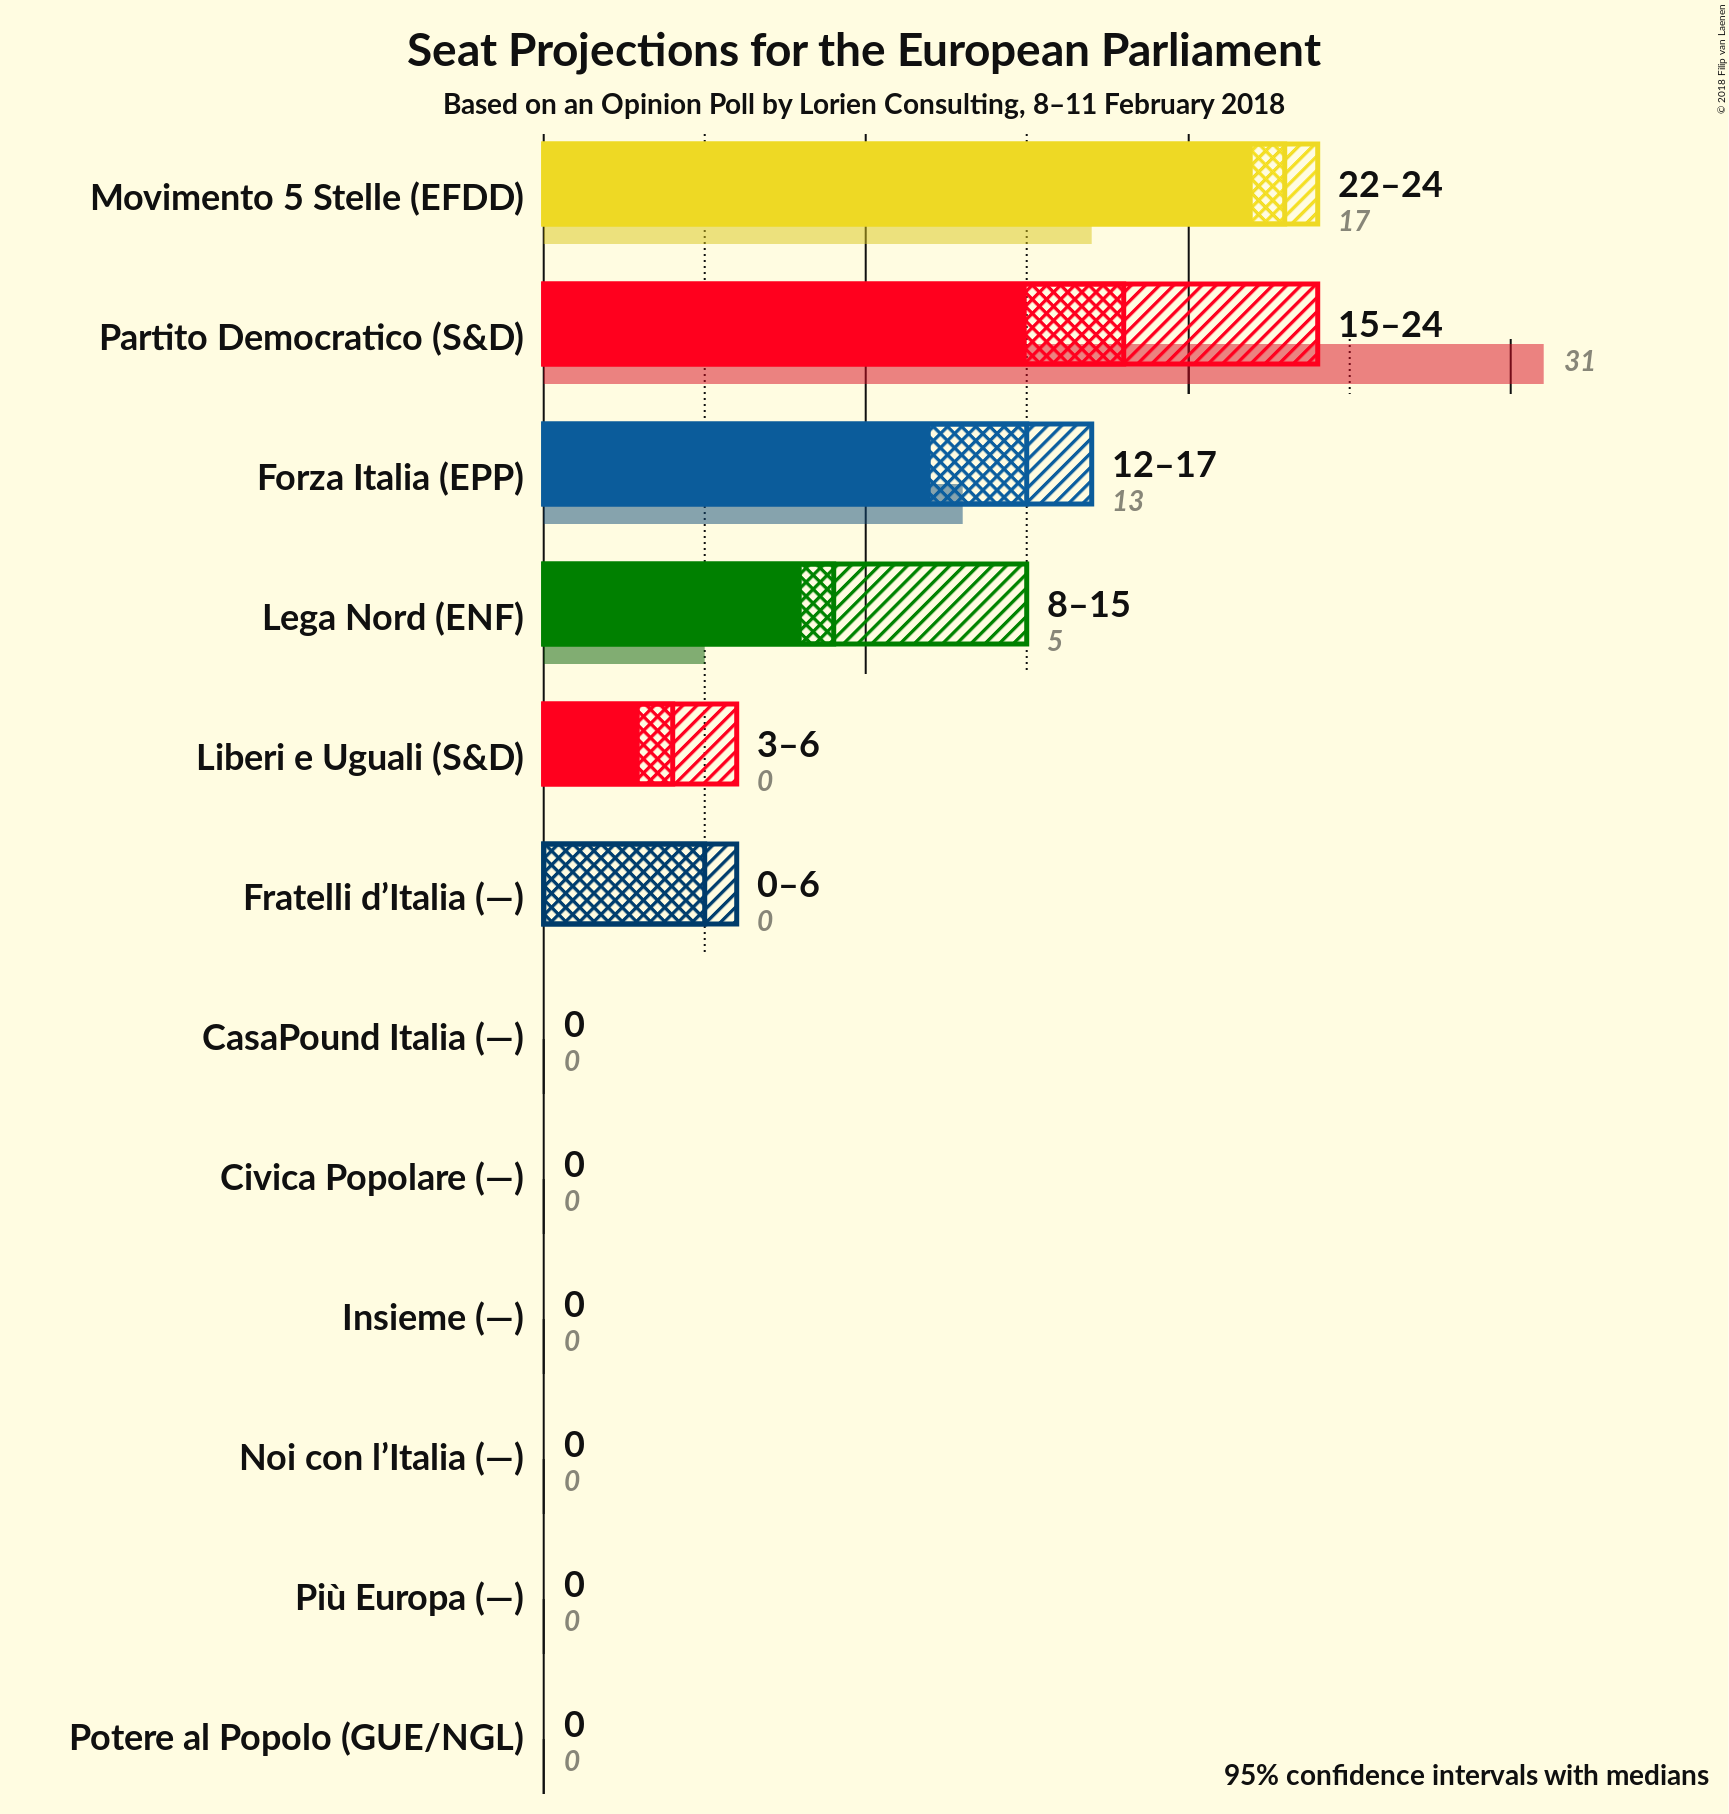 Seat Projections for the European Parliament
Based on an Opinion Poll by Lorien Consulting, 8–11 February 2018
© 2018 Filip van Laenen
Movimento 5 Stelle (EFDD)
22–24
17
Partito Democratico (S&D)
15–24
31
Forza Italia (EPP)
12–17
13
Lega Nord (ENF)
8–15
5
Liberi e Uguali (S&D)
3–6
0
Fratelli d’Italia (—)
0–6
0
CasaPound Italia (—)
0
0
Civica Popolare (—)
0
0
Insieme (—)
0
0
Noi con l’Italia (—)
0
0
Più Europa (—)
0
0
Potere al Popolo (GUE/NGL)
0
0
95% confidence intervals with medians